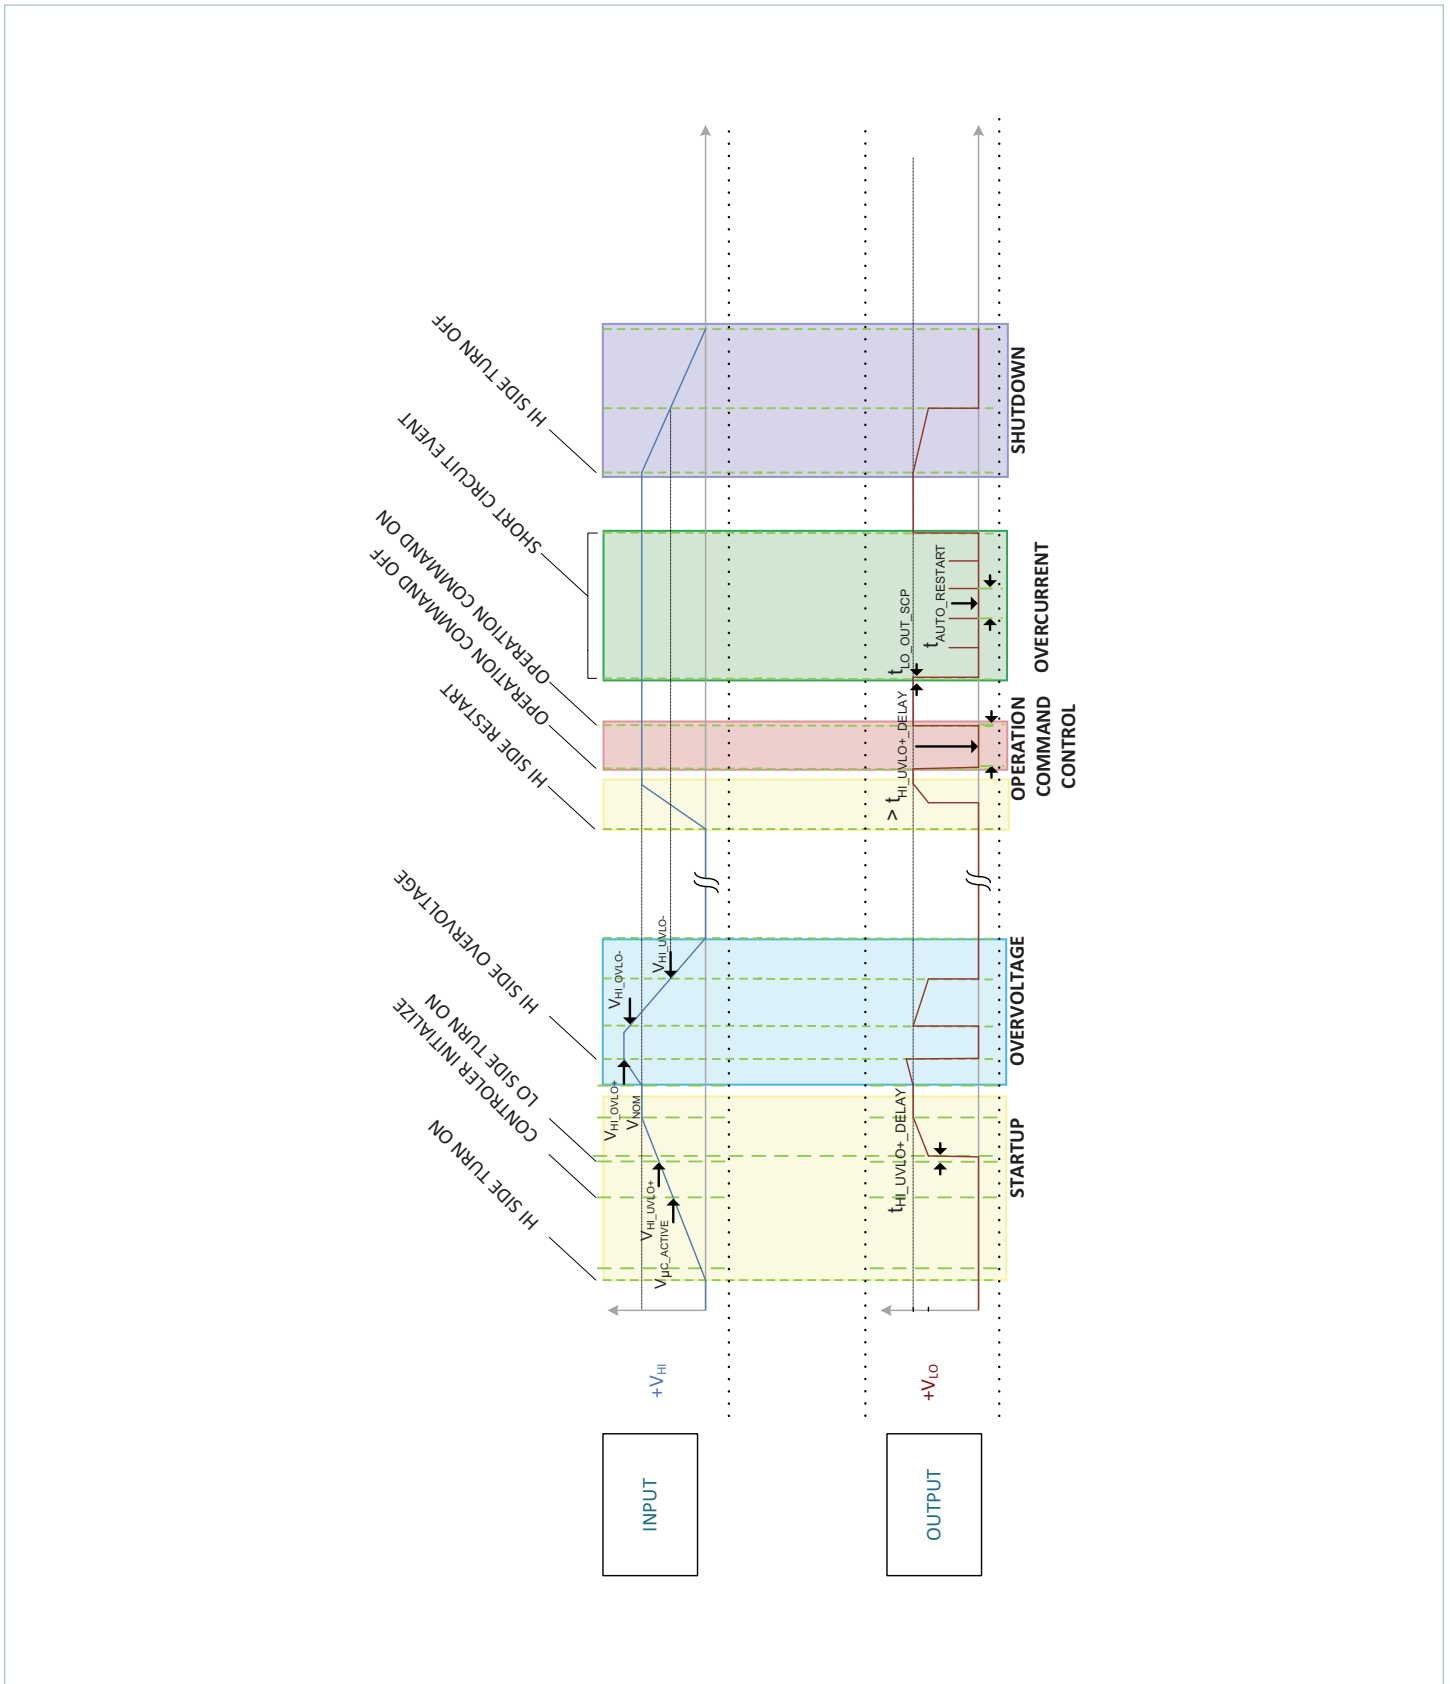 HI SIDE TURN ON
CONTROLER INITIALIZE
LO SIDE TURN ON
HI SIDE OVERVOLTAGE
HI SIDE RESTART
OPERATION COMMAND OFF
OPERATION COMMAND ON
SHORT CIRCUIT EVENT
HI SIDE TURN OFF
INPUT
+VHI
VµC_ACTIVE
VHI_UVLO+
VNOM
VHI_OVLO+
VHI_OVLO-
VHI_UVLO-
OUTPUT
+VLO
tHI_UVLO+_DELAY
> tHI_UVLO+_DELAY
tLO_OUT_SCP
tAUTO_RESTART
STARTUP
OVERVOLTAGE
OPERATION
COMMAND
CONTROL
OVERCURRENT
SHUTDOWN